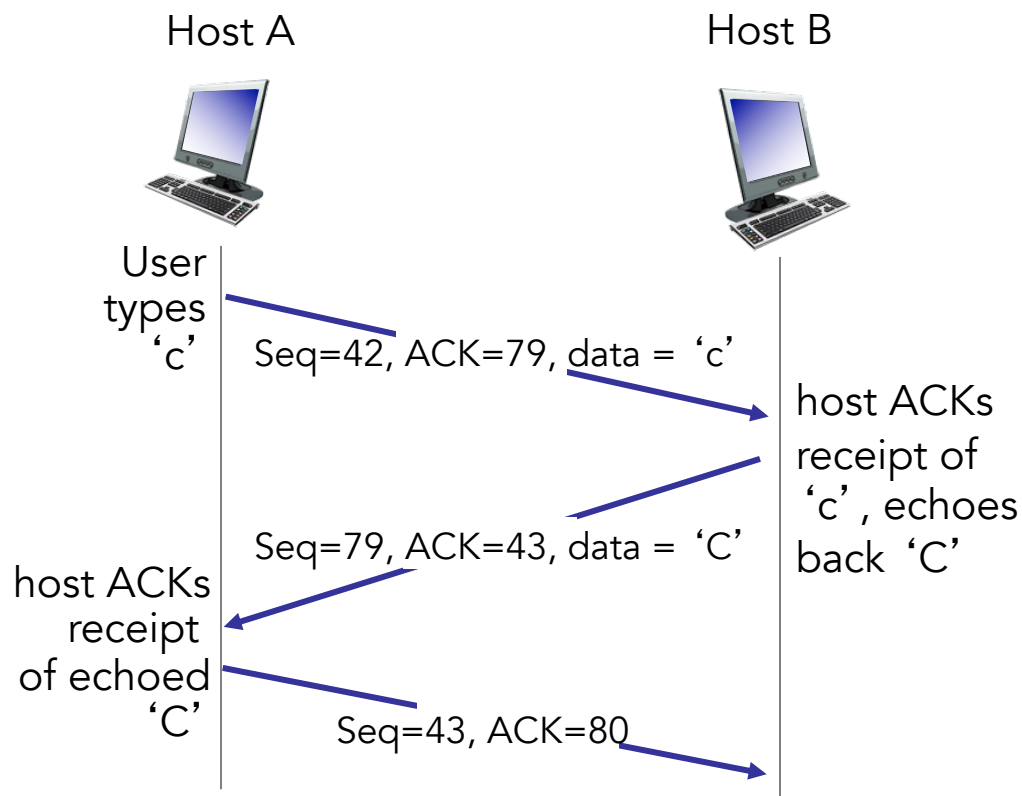 Host A
Host B
User
types
‘c’
Seq=42, ACK=79, data = ‘c’
host ACKs
receipt of
‘c’, echoes
back ‘C’
Seq=79, ACK=43, data = ‘C’
host ACKs
receipt
of echoed
‘C’
Seq=43, ACK=80